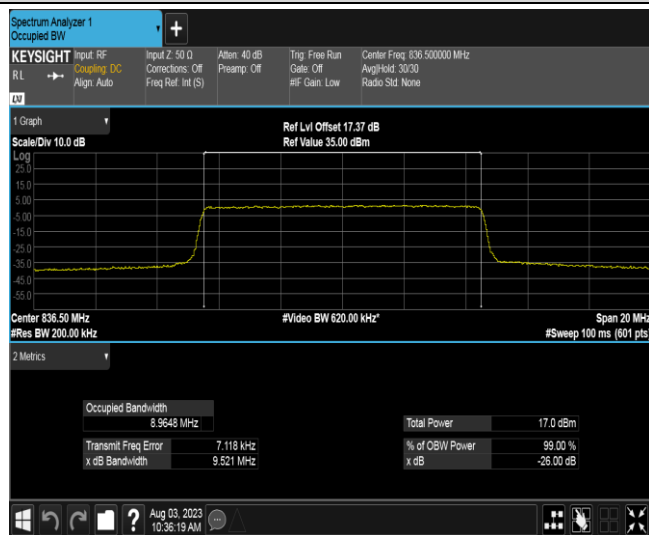 Spectrum Analyzer 1
Occupied BW
+
KEYSIGHT Input: RF Input Z: 50 Ω Atten: 40 dB Trig: Free Run Center Freq: 836.500000 MHz
RL Coupling: DC Corrections: Off Preamp: Off Gate: Off Avg|Hold: 30/30
Align: Auto Freq Ref: Int (S) #IF Gain: Low Radio Std: None
LXI
1 Graph
Ref Lvl Offset 17.37 dB
Scale/Div 10.0 dB Ref Value 35.00 dBm
Log
25.0
15.0
5.00
-5.00
-15.0
-25.0
-35.0
-45.0
-55.0
Center 836.50 MHz #Video BW 620.00 kHz* Span 20 MHz
#Res BW 200.00 kHz #Sweep 100 ms (601 pts)
2 Metrics
Occupied Bandwidth
8.9648 MHz Total Power 17.0 dBm
Transmit Freq Error 7.118 kHz % of OBW Power 99.00 %
x dB Bandwidth 9.521 MHz x dB -26.00 dB
? Aug 03, 2023
10:36:19 AM